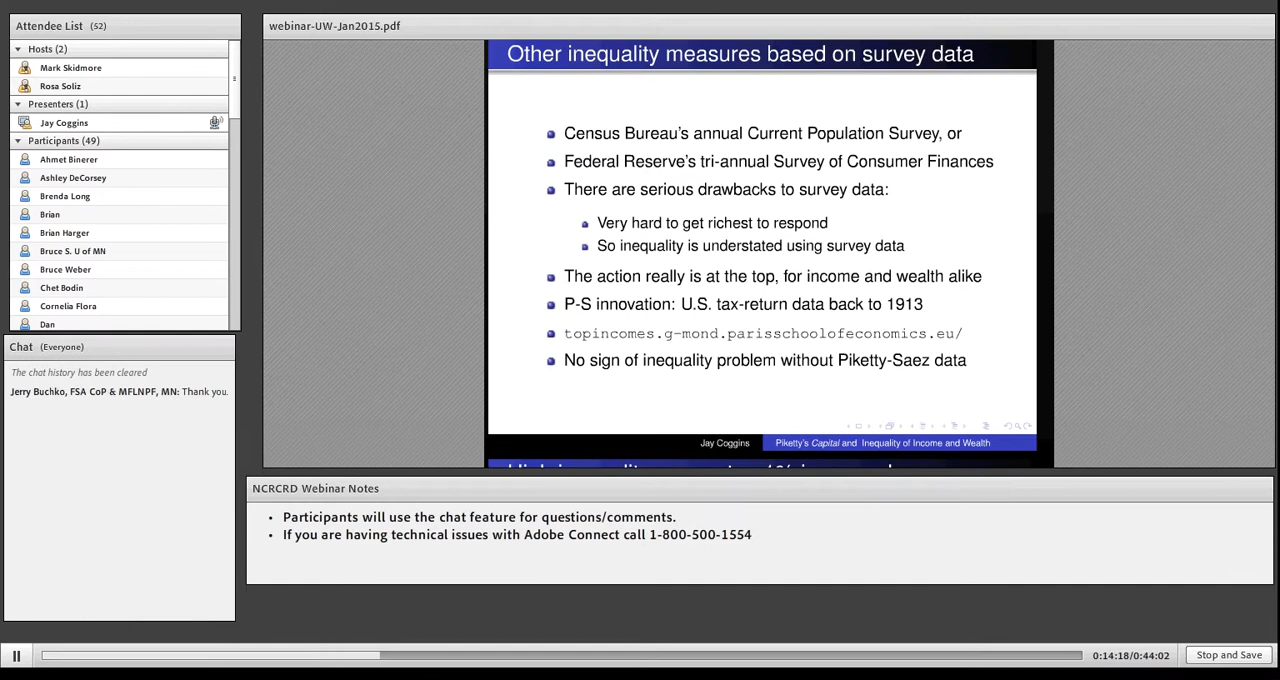 Attendee List (52)
Hosts (2)
Mark Skidmore
Rosa Soliz
Presenters (1)
Jay Coggins
Participants (49)
Ahmet Binerer
Ashley DeCorsey
Brenda Long
Brian
Brian Harger
Bruce S. U of MN
Bruce Weber
Chet Bodin
Cornelia Flora
Dan
Chat (Everyone)
The chat history has been cleared
Jerry Buchko, FSA CoP & MFLNPF, MN: Thank you.
webinar-UW-Jan2015.pdf
Other inequality measures based on survey data
Census Bureau's annual Current Population Survey, or
Federal Reserve's tri-annual Survey of Consumer Finances
There are serious drawbacks to survey data:
Very hard to get richest to respond
So inequality is understated using survey data
The action really is at the top, for income and wealth alike
P-S innovation: U.S. tax-return data back to 1913
topincomes.g-mond.parisschoolofeconomics.eu/
No sign of inequality problem without Piketty-Saez data
Jay Coggins Piketty's Capital and Inequality of Income and Wealth
NCRCRD Webinar Notes
• Participants will use the chat feature for questions/comments.
• If you are having technical issues with Adobe Connect call 1-800-500-1554
0:14:18/0:44:02 Stop and Save